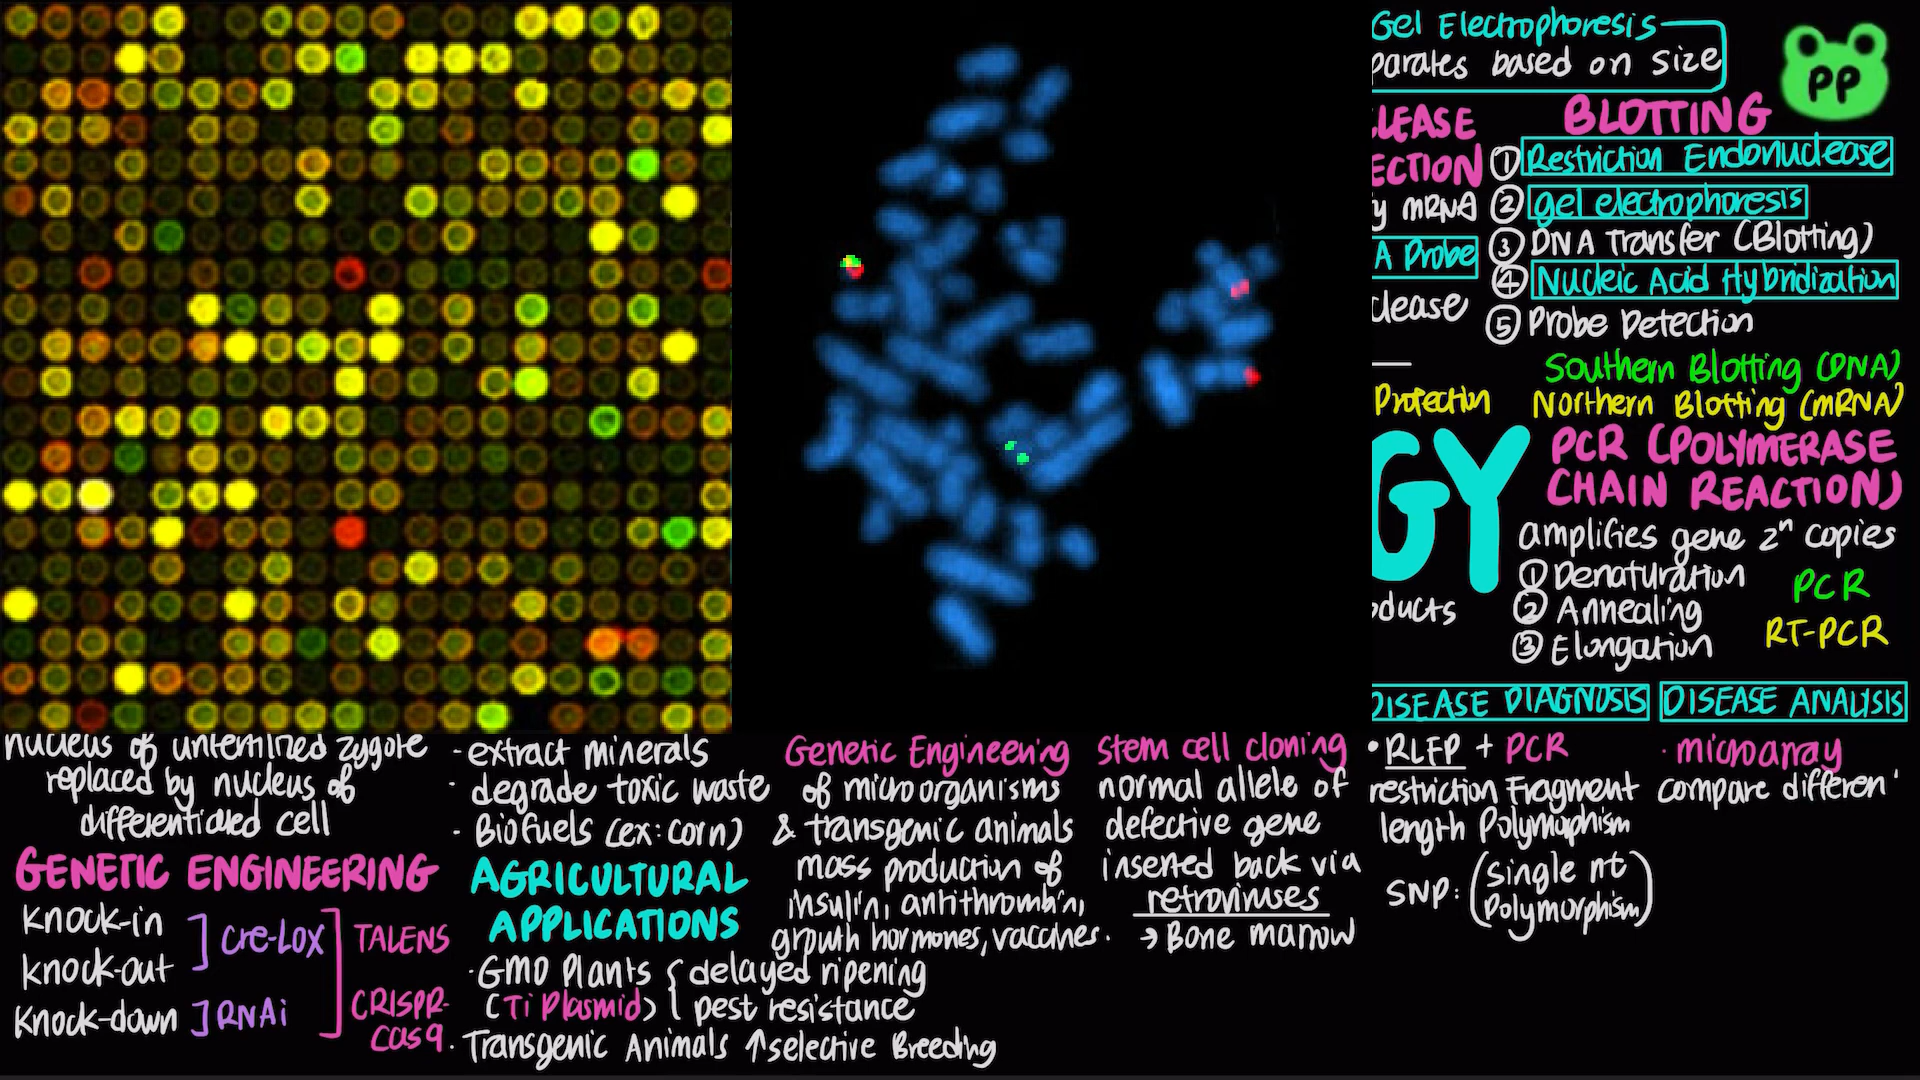 Gel Electrophoresis
parates based on size
PP
LEASE
ECTION
y mRNA
A Probe
clease
Protection
BLOTTING
① Restriction Endonuclease
② gel electrophoresis
③ DNA Transfer (Blotting)
④ Nucleic Acid Hybridization
⑤ Probe Detection
Southern Blotting (DNA)
Northern Blotting (mRNA)
GY
oducts
PCR (POLYMERASE
CHAIN REACTION)
amplifies gene 2ⁿ copies
① Denaturation
② Annealing
③ Elongation
PCR
RT-PCR
nucleus of unfertilized zygote
replaced by nucleus of
differentiated cell
GENETIC ENGINEERING
Knock-in
Knock-out
Knock-down
Cre-Lox
RNAi
TALENS
CRISPR-
Cas9
- extract minerals
· degrade toxic waste
· Biofuels (ex: corn)
AGRICULTURAL
APPLICATIONS
· GMO Plants { delayed ripening
(Ti Plasmid) { pest resistance
· Transgenic Animals ↑ selective Breeding
Genetic Engineering
of microorganisms
& transgenic animals
mass production of
insulin, antithrombin,
growth hormones, vaccines.
stem cell cloning
normal allele of
defective gene
inserted back via
retroviruses
→ Bone marrow
DISEASE DIAGNOSIS
• RLFP + PCR
restriction Fragment
length Polymorphism
SNP: (single nt
Polymorphism)
DISEASE ANALYSIS
· microarray
compare differen